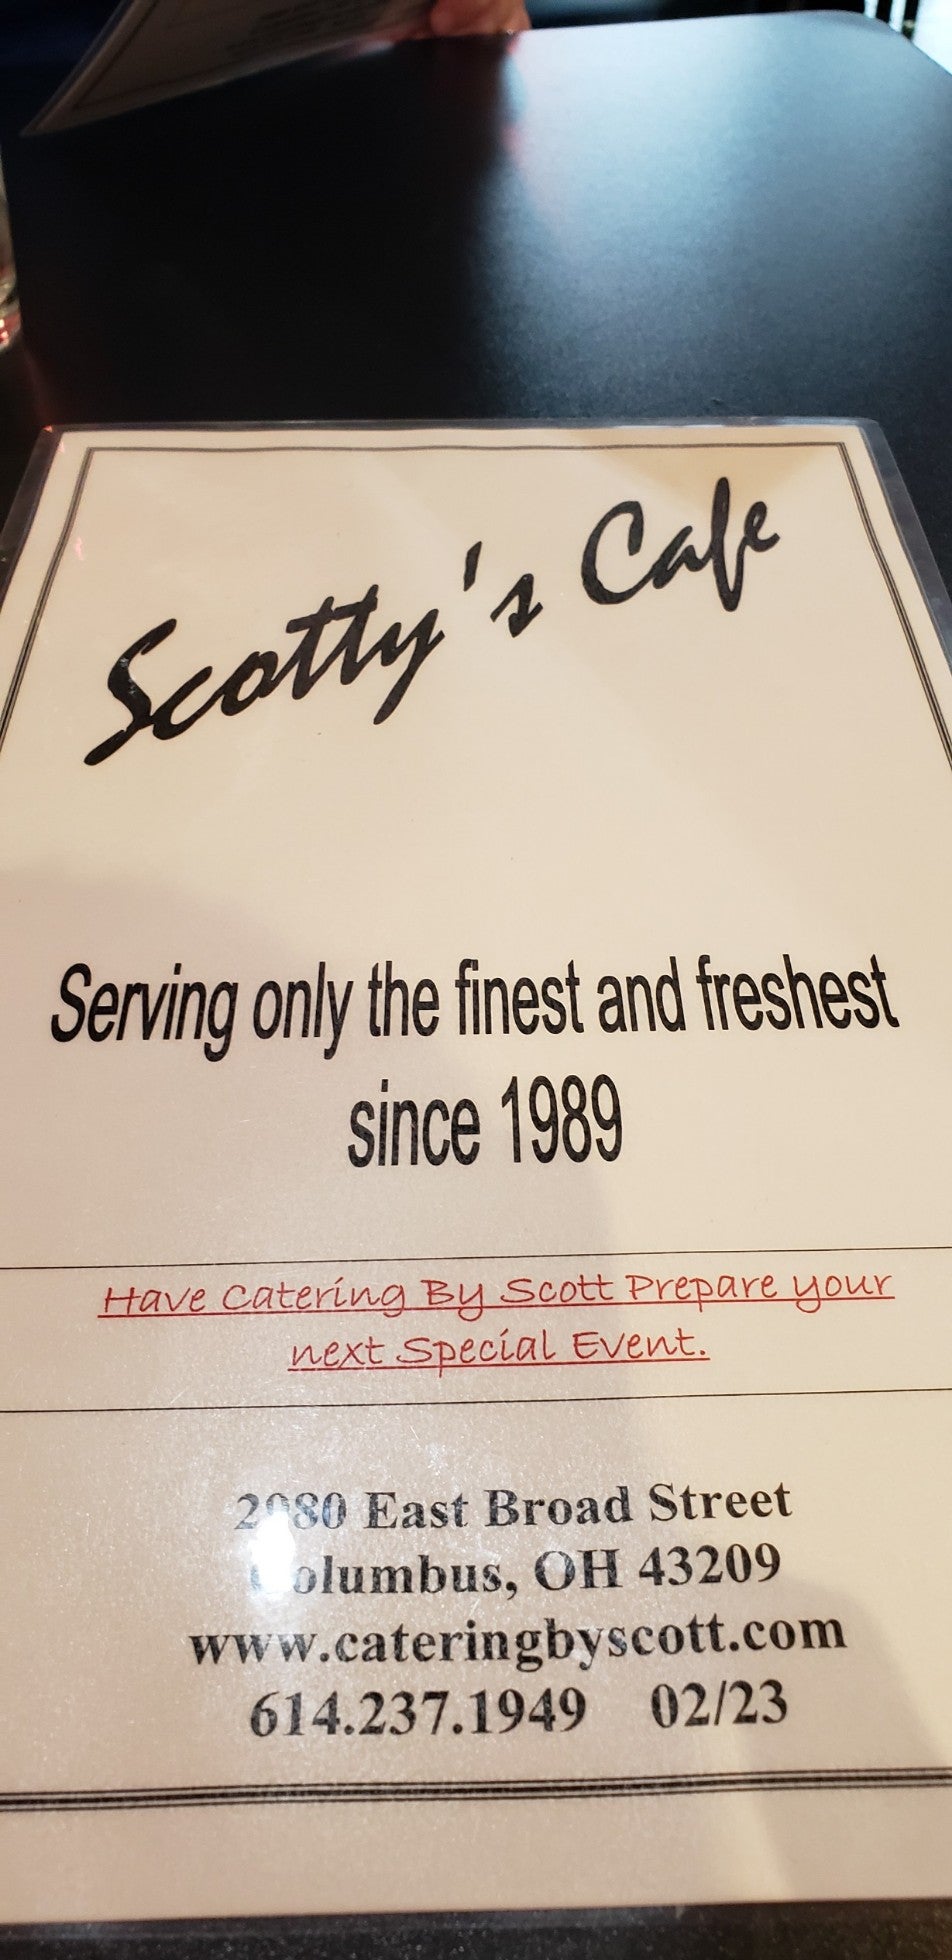 Scotty's Cafe
Serving only the finest and freshest
since 1989
Have Catering By Scott Prepare your
next Special Event.
East Broad Street
Columbus, OH 43209
www.cateringbyscott.com
614.237.1949 02/23